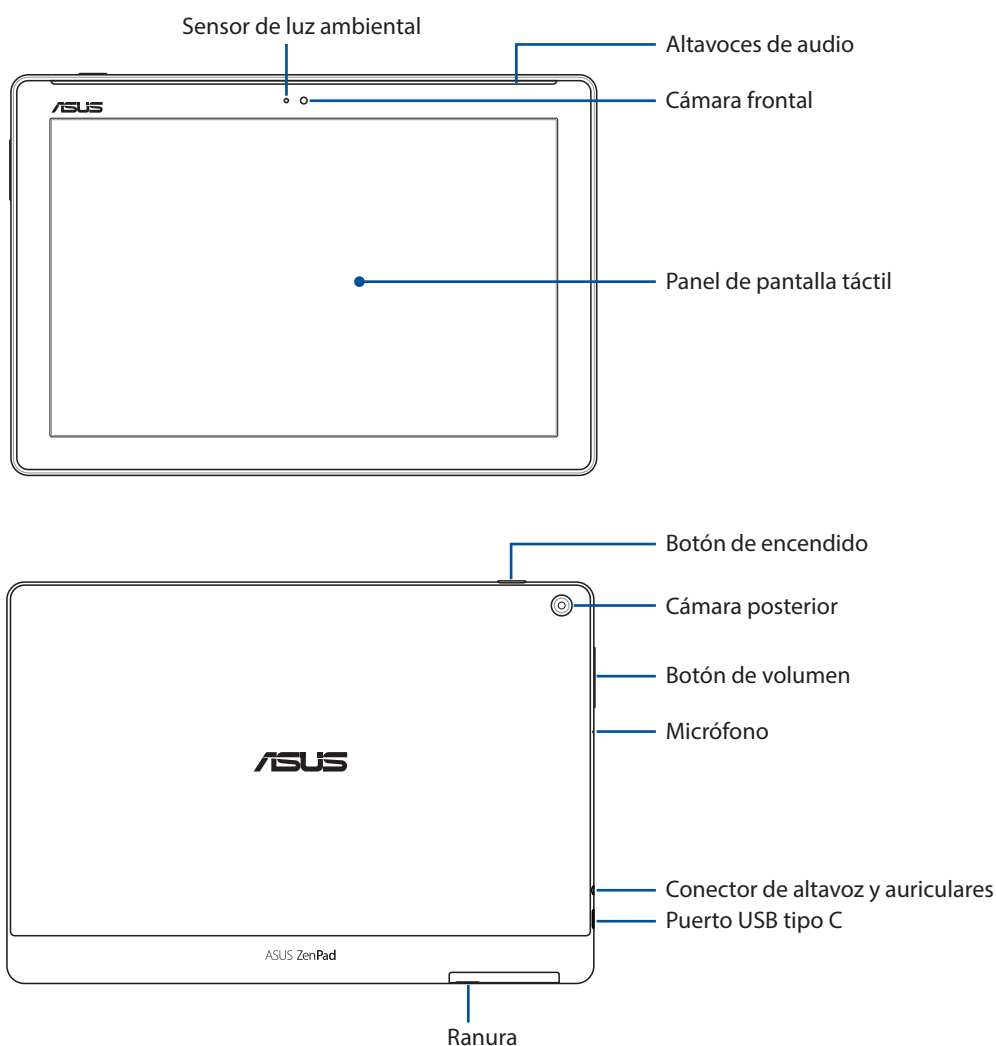 Sensor de luz ambiental
Altavoces de audio
ASUS
Cámara frontal
Panel de pantalla táctil
Botón de encendido
Cámara posterior
Botón de volumen
Micrófono
ASUS
Conector de altavoz y auriculares
Puerto USB tipo C
ASUS ZenPad
Ranura